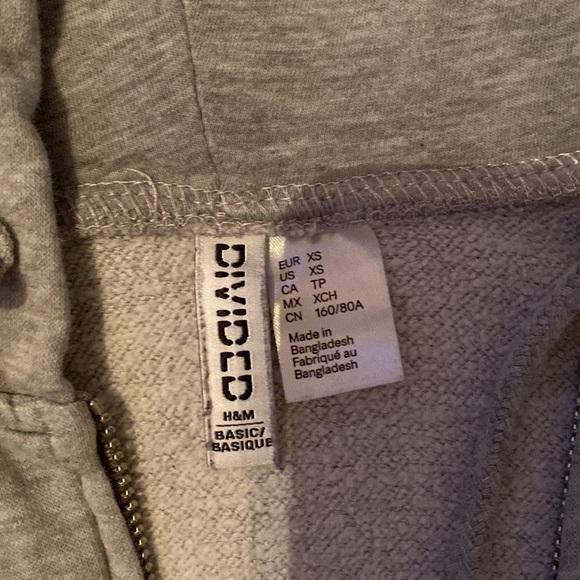 DIVIDED
H&M
BASIC/
BASIQUE
EUR XS
US XS
CA TP
MX XCH
CN 160/80A
Made in
Bangladesh
Fabriqué au
Bangladesh